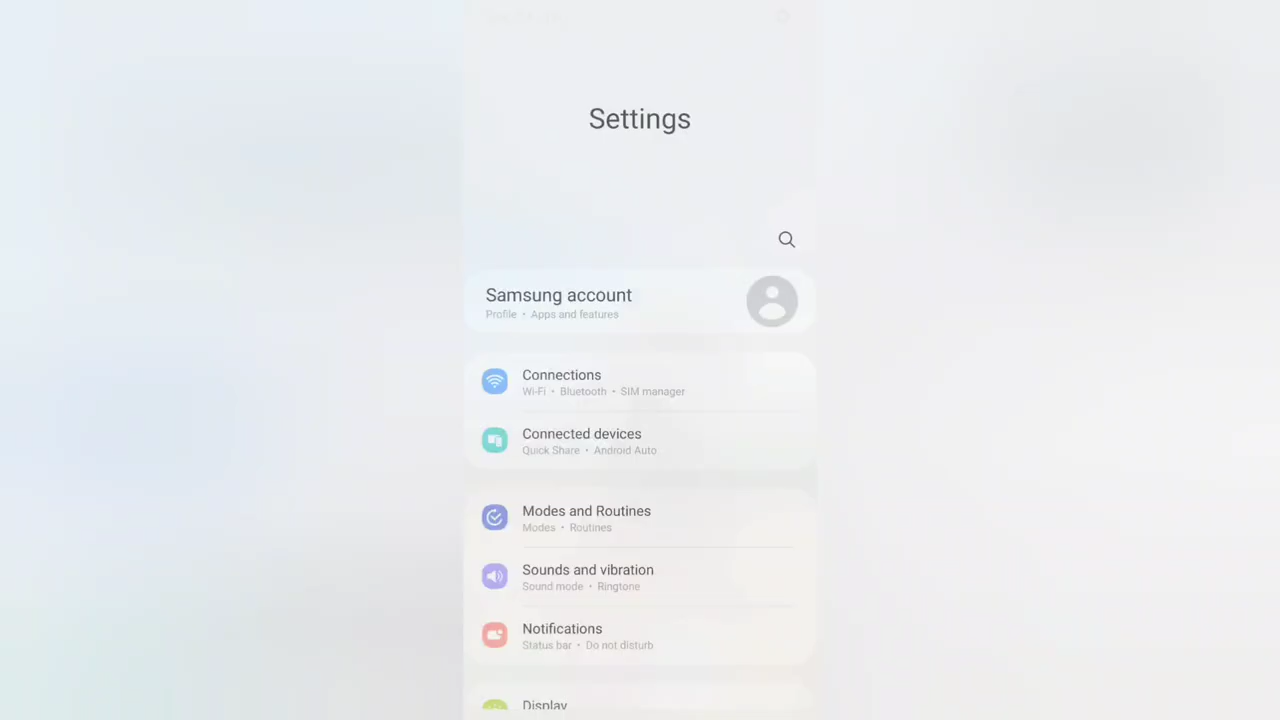 Settings
Samsung account
Profile • Apps and features
Connections
Wi-Fi • Bluetooth • SIM manager
Connected devices
Quick Share • Android Auto
Modes and Routines
Modes • Routines
Sounds and vibration
Sound mode • Ringtone
Notifications
Status bar • Do not disturb
Display